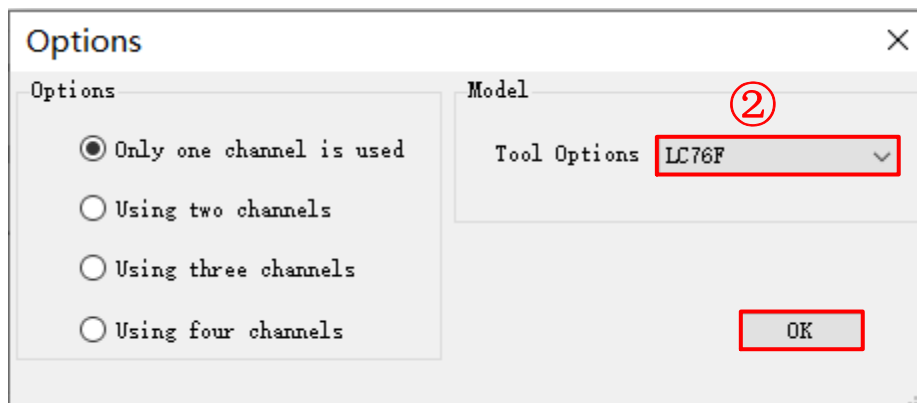 Options
Options
Only one channel is used
Using two channels
Using three channels
Using four channels
Model
②
Tool Options LC76F
OK